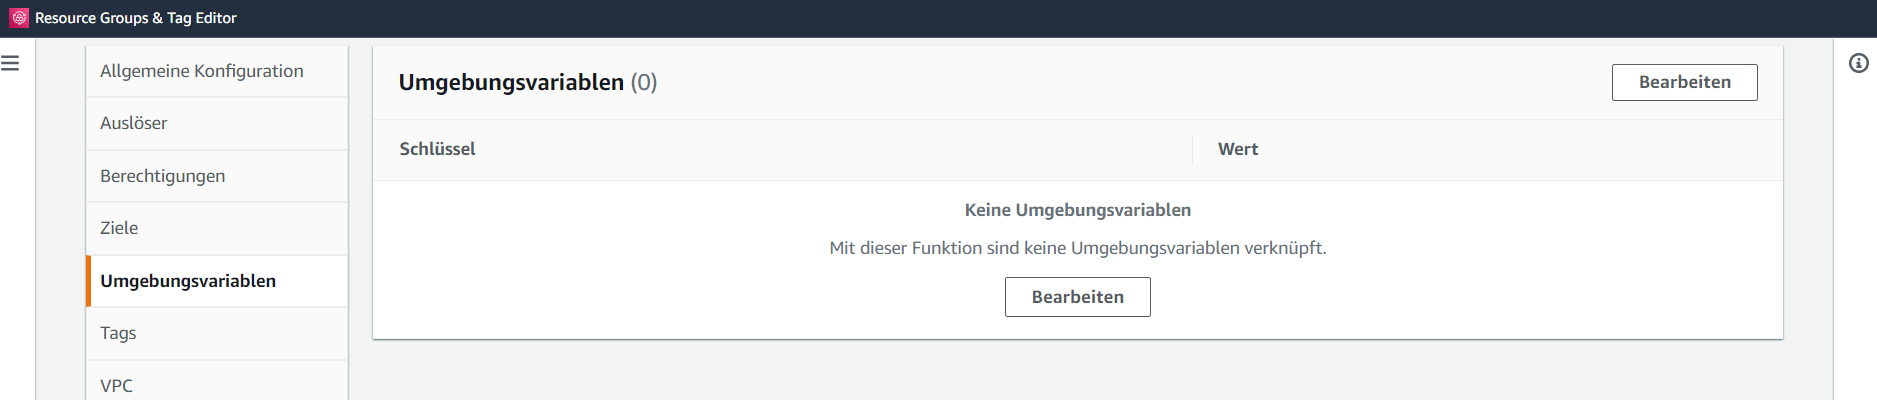 Resource Groups & Tag Editor
Allgemeine Konfiguration
Auslöser
Berechtigungen
Ziele
Umgebungsvariablen
Tags
VPC
Umgebungsvariablen (0)
Bearbeiten
Schlüssel
Wert
Keine Umgebungsvariablen
Mit dieser Funktion sind keine Umgebungsvariablen verknüpft.
Bearbeiten